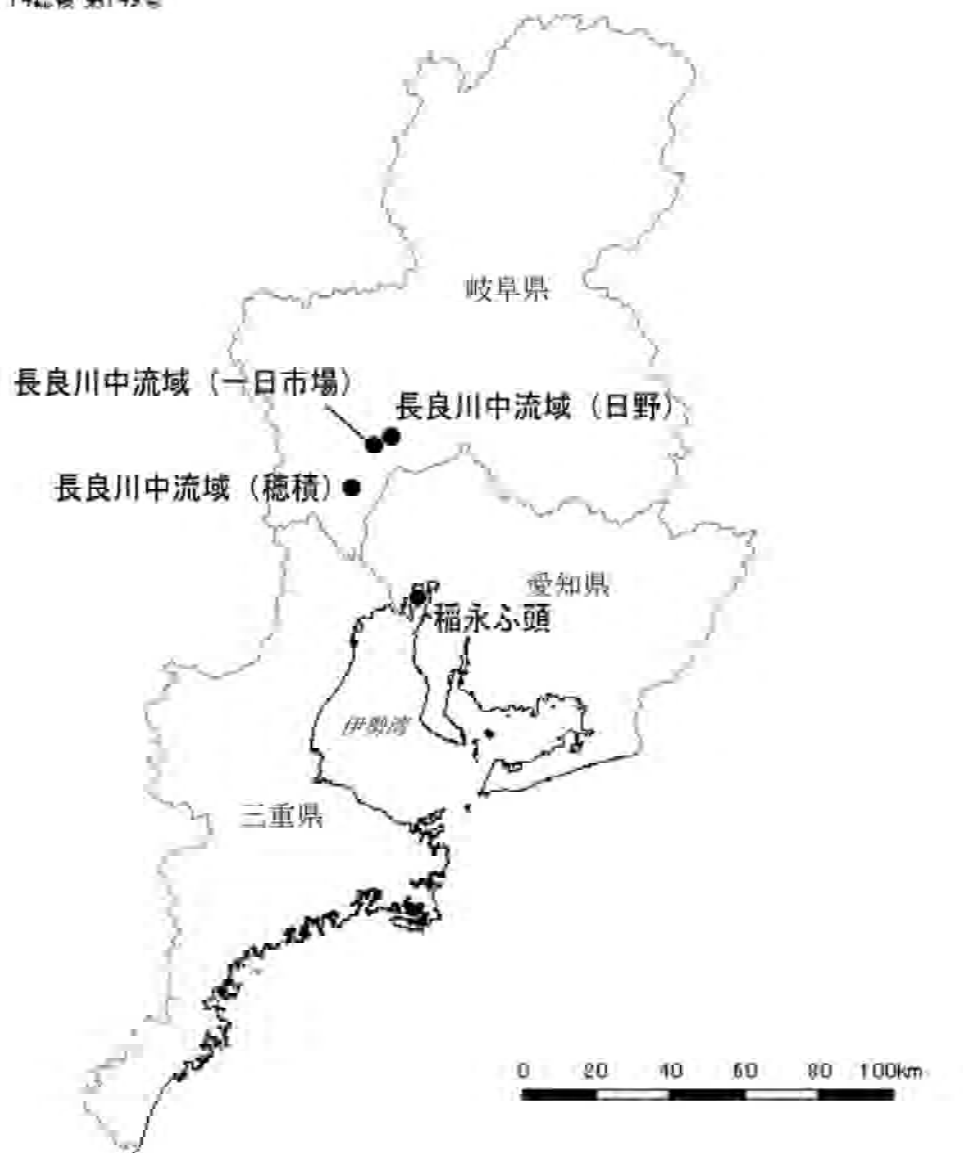 岐阜県
長良川中流域（一日市場）
長良川中流域（日野）
長良川中流域（穂積）
愛知県
稲永ふ頭
伊勢湾
三重県
0 20 40 60 80 100km